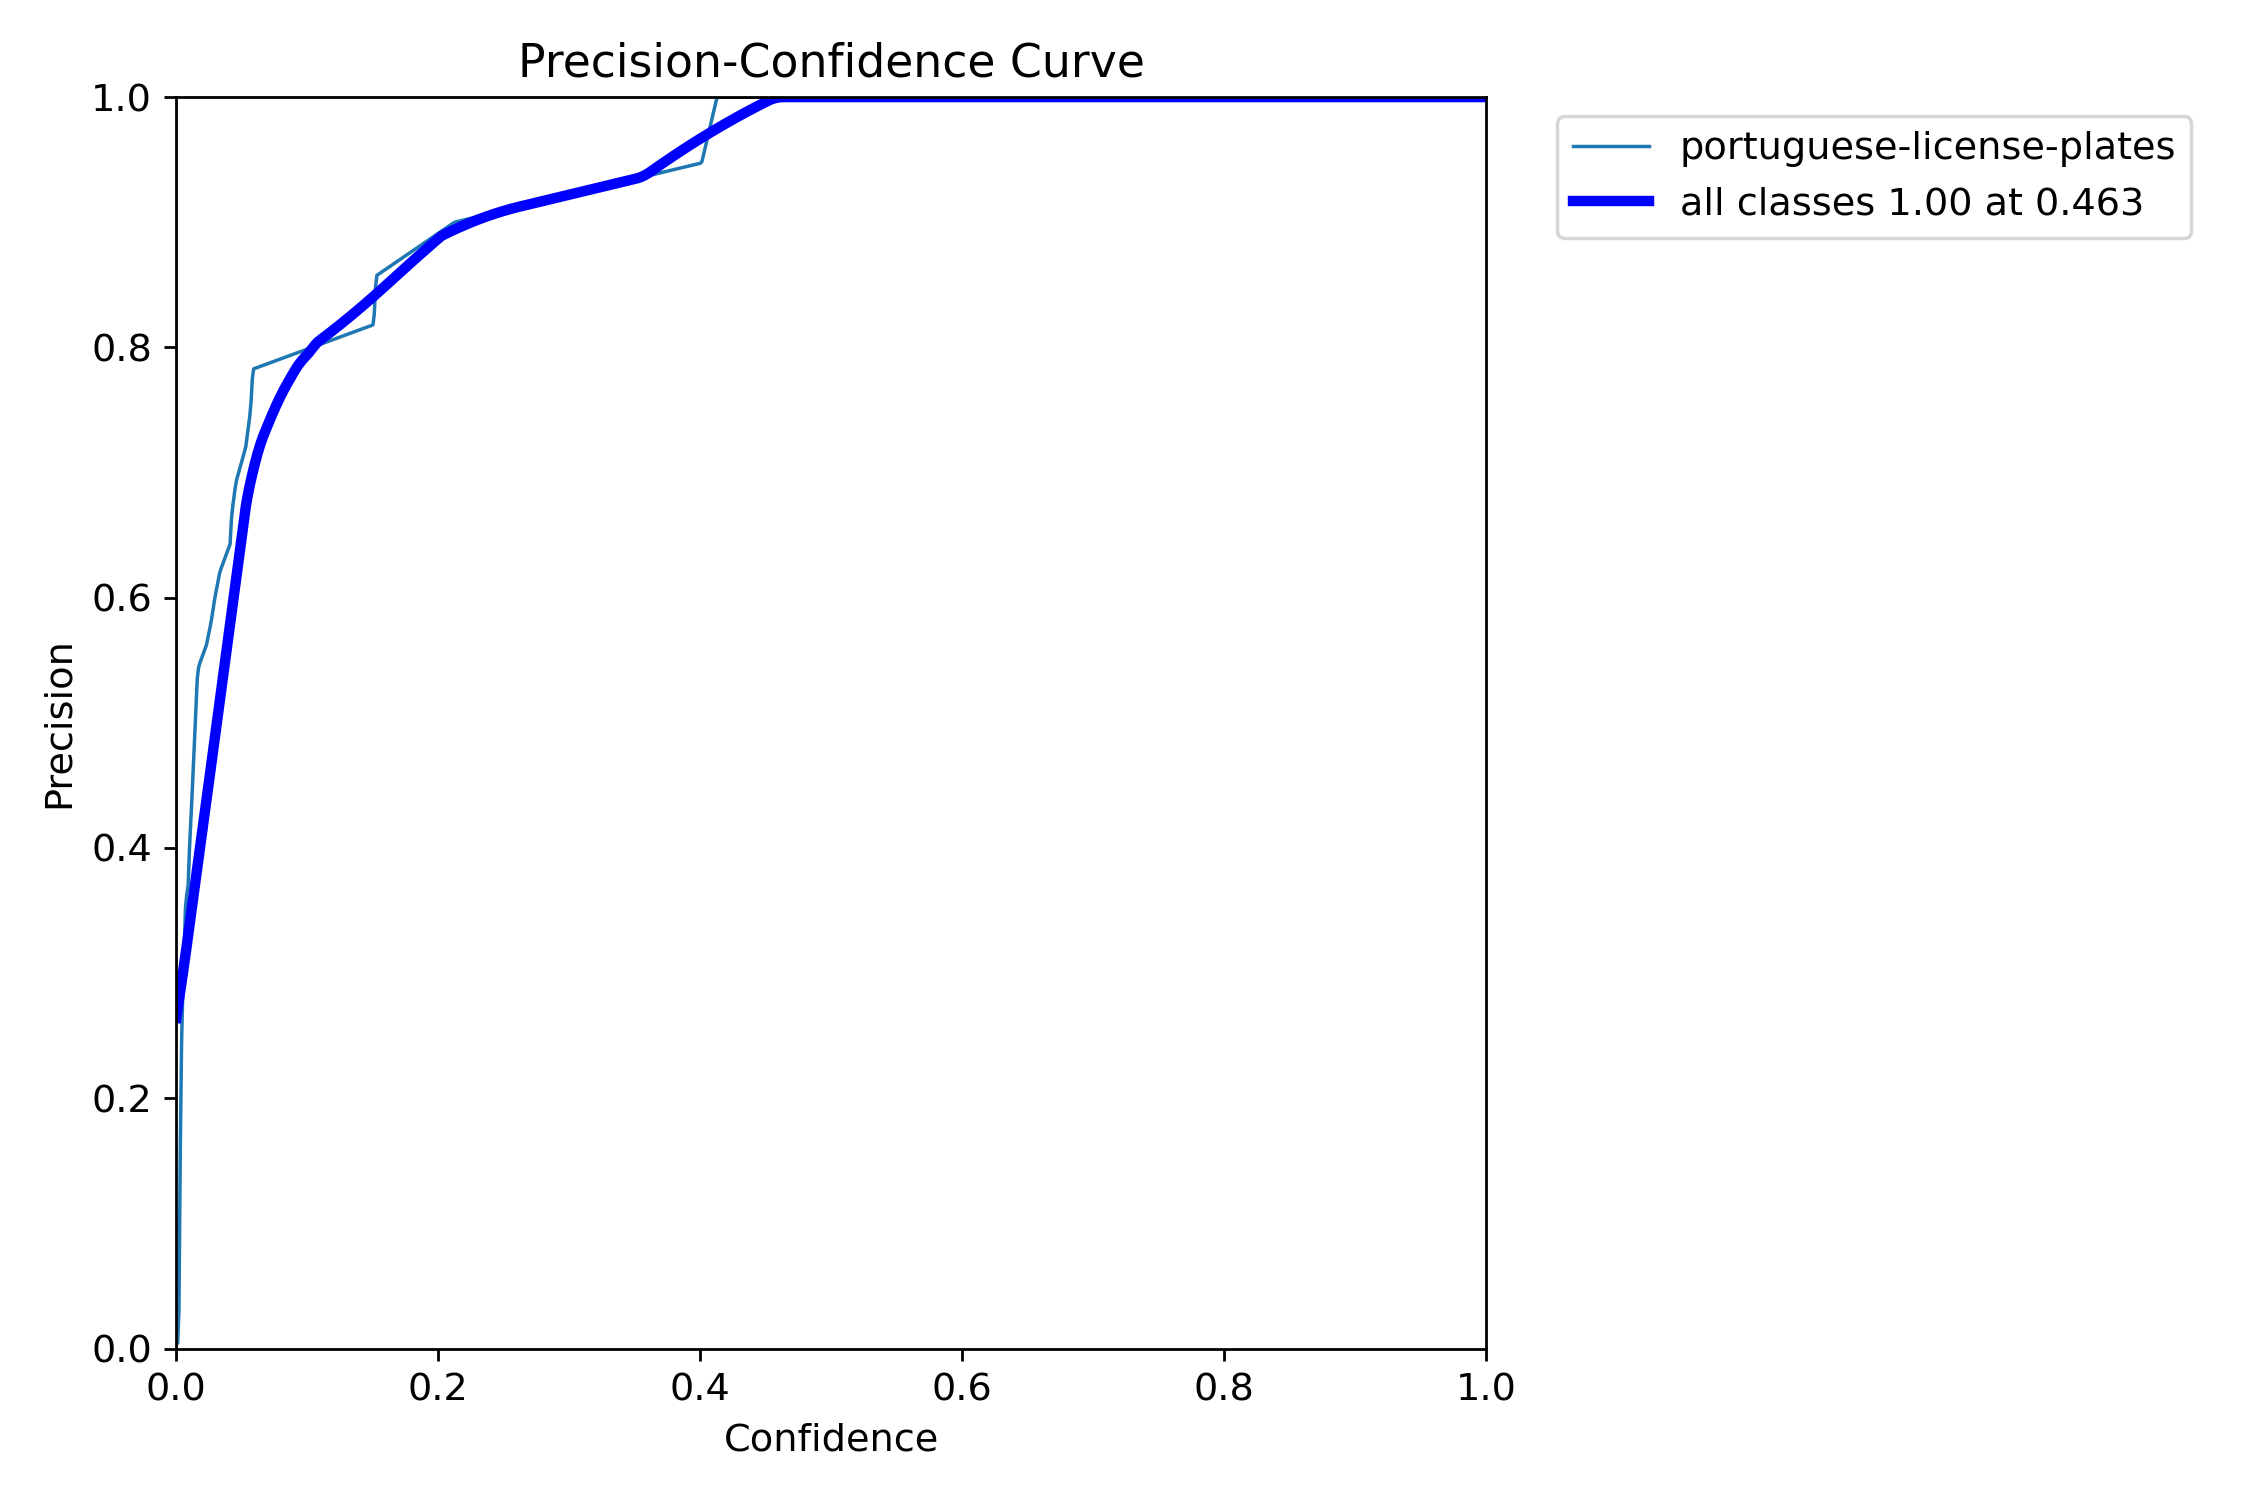 Precision-Confidence Curve
1.0
0.8
0.6
0.4
0.2
0.0
Precision
0.0 0.2 0.4 0.6 0.8 1.0
Confidence
portuguese-license-plates
all classes 1.00 at 0.463